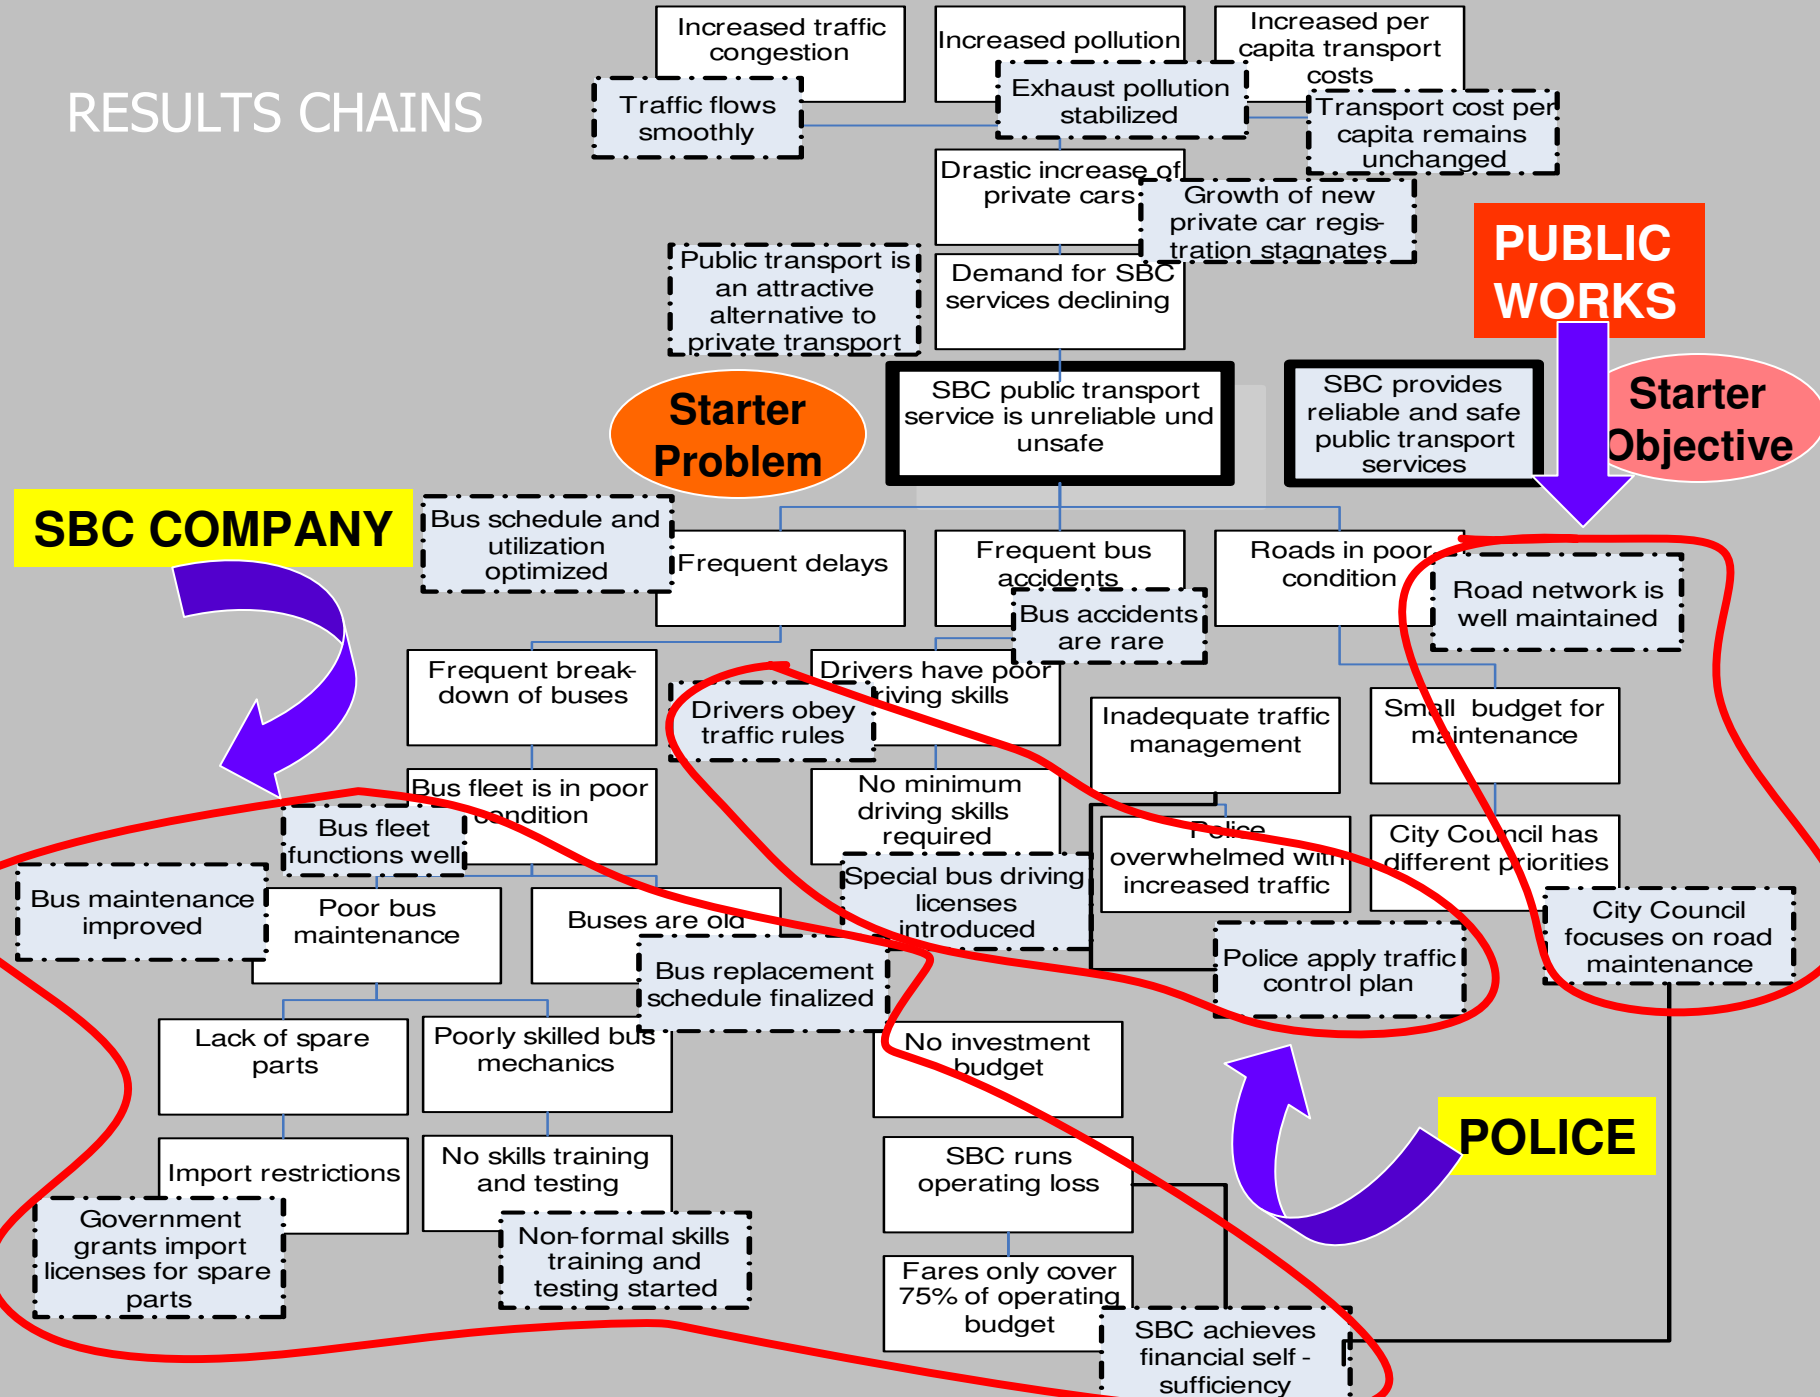 Increased traffic
congestion
Increased pollution
Increased per
capita transport
costs
RESULTS CHAINS
Traffic flows
smoothly
Exhaust pollution
stabilized
Transport cost per
capita remains
unchanged
Drastic increase of
private cars
Growth of new
private car regis-
tration stagnates
PUBLIC
WORKS
Public transport is
an attractive
alternative to
private transport
Demand for SBC
services declining
Starter
Problem
SBC public transport
service is unreliable und
unsafe
SBC provides
reliable and safe
public transport
services
Starter
Objective
SBC COMPANY
Bus schedule and
utilization
optimized
Frequent delays
Frequent bus
accidents
Bus accidents
are rare
Roads in poor
condition
Road network is
well maintained
Frequent break-
down of buses
Drivers obey
traffic rules
Drivers have poor
riving skills
Inadequate traffic
management
Small budget for
maintenance
Bus fleet is in poor
condition
Bus fleet
functions well
No minimum
driving skills
required
Police
overwhelmed with
increased traffic
City Council has
different priorities
Bus maintenance
improved
Poor bus
maintenance
Buses are old
Bus replacement
schedule finalized
Special bus driving
licenses
introduced
Police apply traffic
control plan
City Council
focuses on road
maintenance
Lack of spare
parts
Poorly skilled bus
mechanics
No investment
budget
POLICE
Import restrictions
No skills training
and testing
SBC runs
operating loss
Government
grants import
licenses for spare
parts
Non-formal skills
training and
testing started
Fares only cover
75% of operating
budget
SBC achieves
financial self -
sufficiency